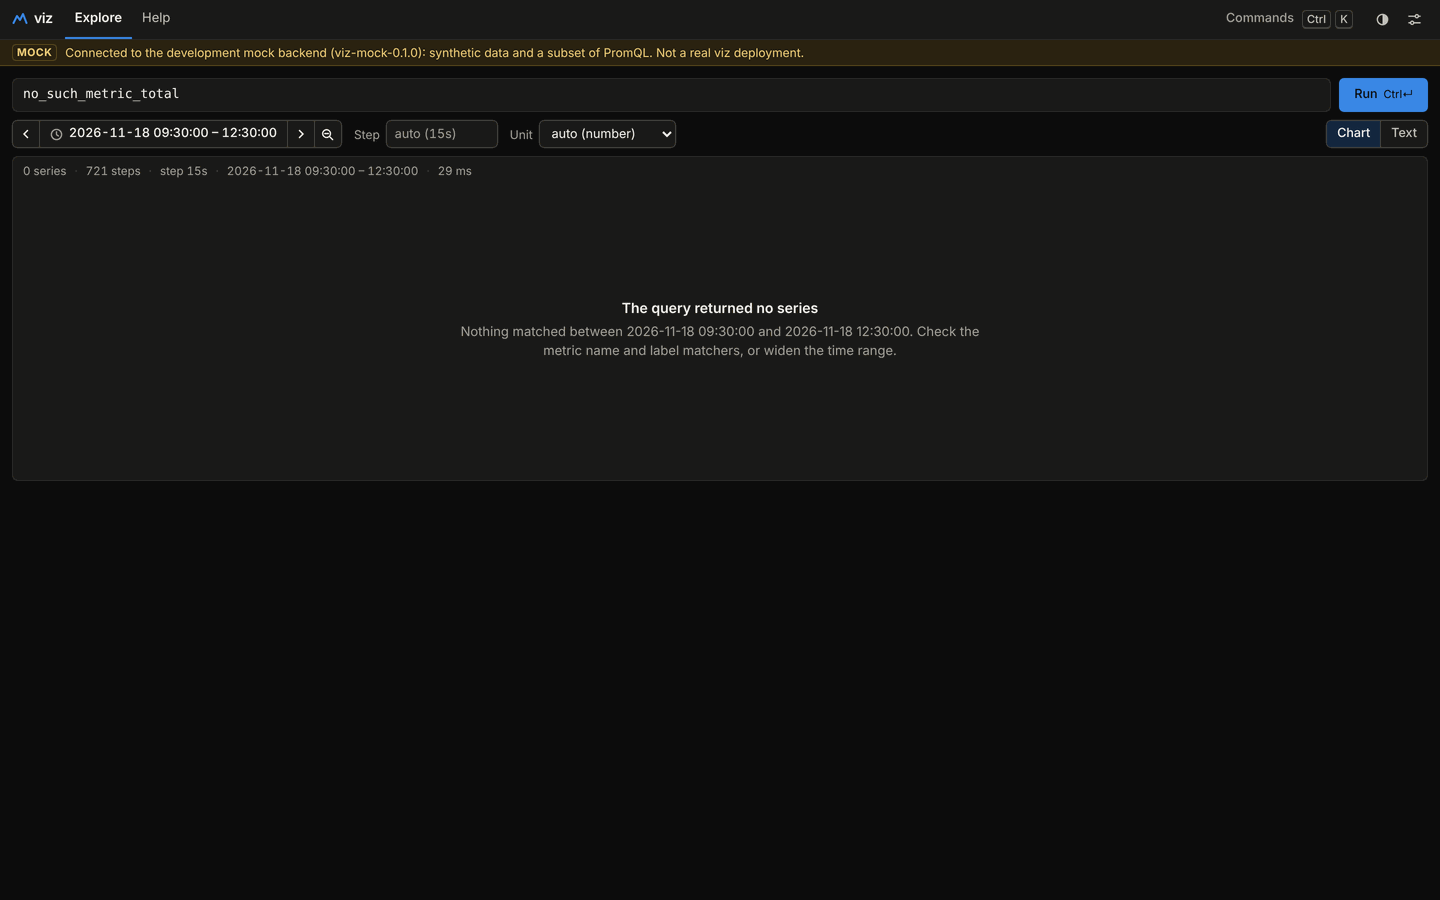 viz Explore Help Commands Ctrl K
MOCK Connected to the development mock backend (viz-mock-0.1.0): synthetic data and a subset of PromQL. Not a real viz deployment.
no_such_metric_total Run Ctrl↵
2026-11-18 09:30:00 – 12:30:00 Step auto (15s) Unit auto (number) Chart Text
0 series · 721 steps · step 15s · 2026-11-18 09:30:00 – 12:30:00 · 29 ms
The query returned no series
Nothing matched between 2026-11-18 09:30:00 and 2026-11-18 12:30:00. Check the
metric name and label matchers, or widen the time range.